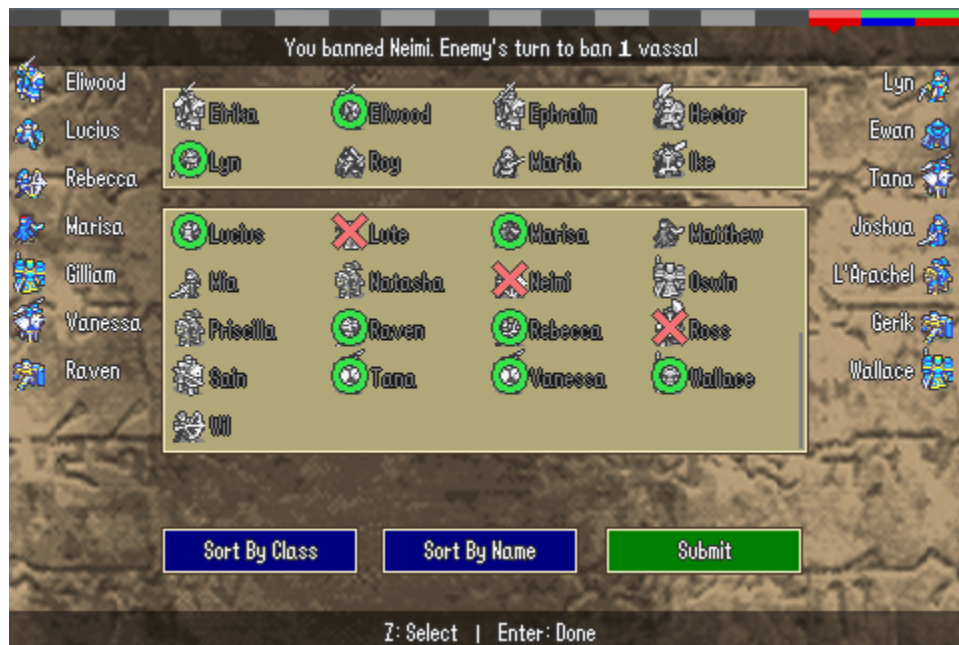 You banned Neimi. Enemy's turn to ban 1 vassal
Eliwood
Lucius
Rebecca
Marisa
Gilliam
Vanessa
Raven
Eirika Eliwood Ephraim Hector
Lyn Roy Marth Ike
Lucius Lute Marisa Matthew
Mia Natasha Neimi Oswin
Priscilla Raven Rebecca Ross
Sain Tana Vanessa Wallace
Wil
Lyn
Ewan
Tana
Joshua
L'Arachel
Gerik
Wallace
Sort By Class Sort By Name Submit
Z: Select | Enter: Done